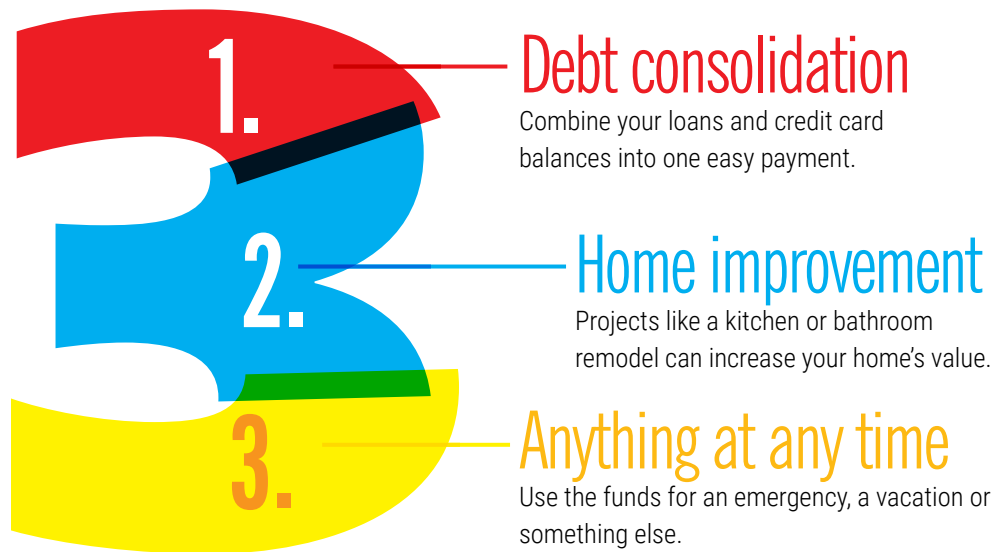 1.
Debt consolidation
Combine your loans and credit card
balances into one easy payment.
2.
Home improvement
Projects like a kitchen or bathroom
remodel can increase your home’s value.
3.
Anything at any time
Use the funds for an emergency, a vacation or
something else.